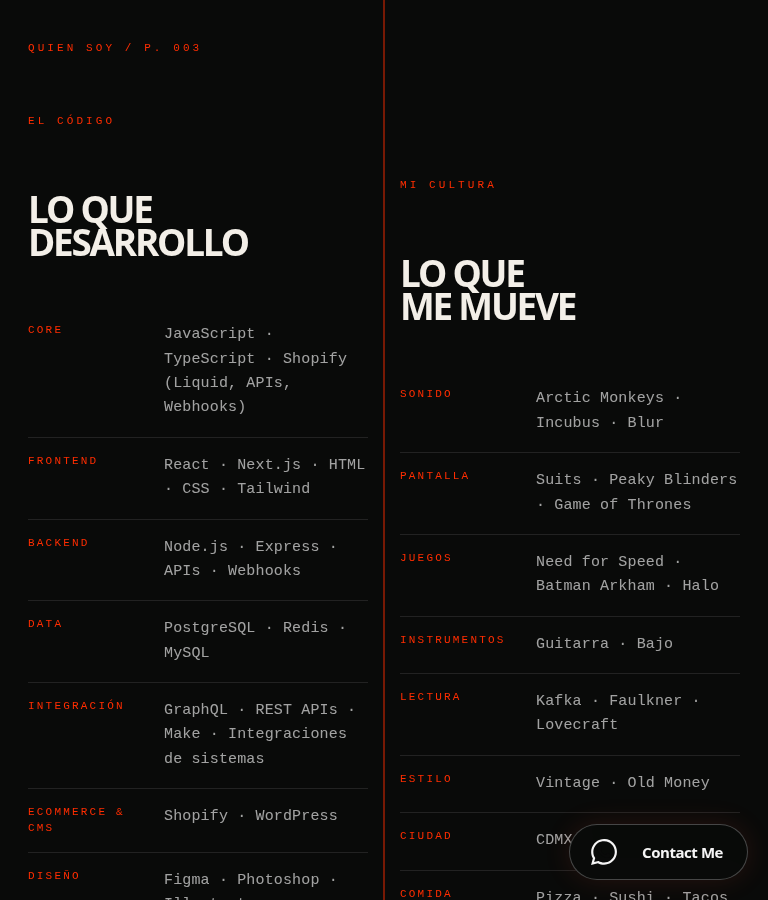 QUIEN SOY / P. 003
EL CÓDIGO
LO QUE
DESARROLLO
CORE
JavaScript ·
TypeScript · Shopify
(Liquid, APIs,
Webhooks)
FRONTEND
React · Next.js · HTML
· CSS · Tailwind
BACKEND
Node.js · Express ·
APIs · Webhooks
DATA
PostgreSQL · Redis ·
MySQL
INTEGRACIÓN
GraphQL · REST APIs ·
Make · Integraciones
de sistemas
ECOMMERCE &
CMS
Shopify · WordPress
DISEÑO
Figma · Photoshop ·
MI CULTURA
LO QUE
ME MUEVE
SONIDO
Arctic Monkeys ·
Incubus · Blur
PANTALLA
Suits · Peaky Blinders
· Game of Thrones
JUEGOS
Need for Speed ·
Batman Arkham · Halo
INSTRUMENTOS
Guitarra · Bajo
LECTURA
Kafka · Faulkner ·
Lovecraft
ESTILO
Vintage · Old Money
CIUDAD
CDMX
COMIDA
Pizza · Sushi · Tacos
Contact Me